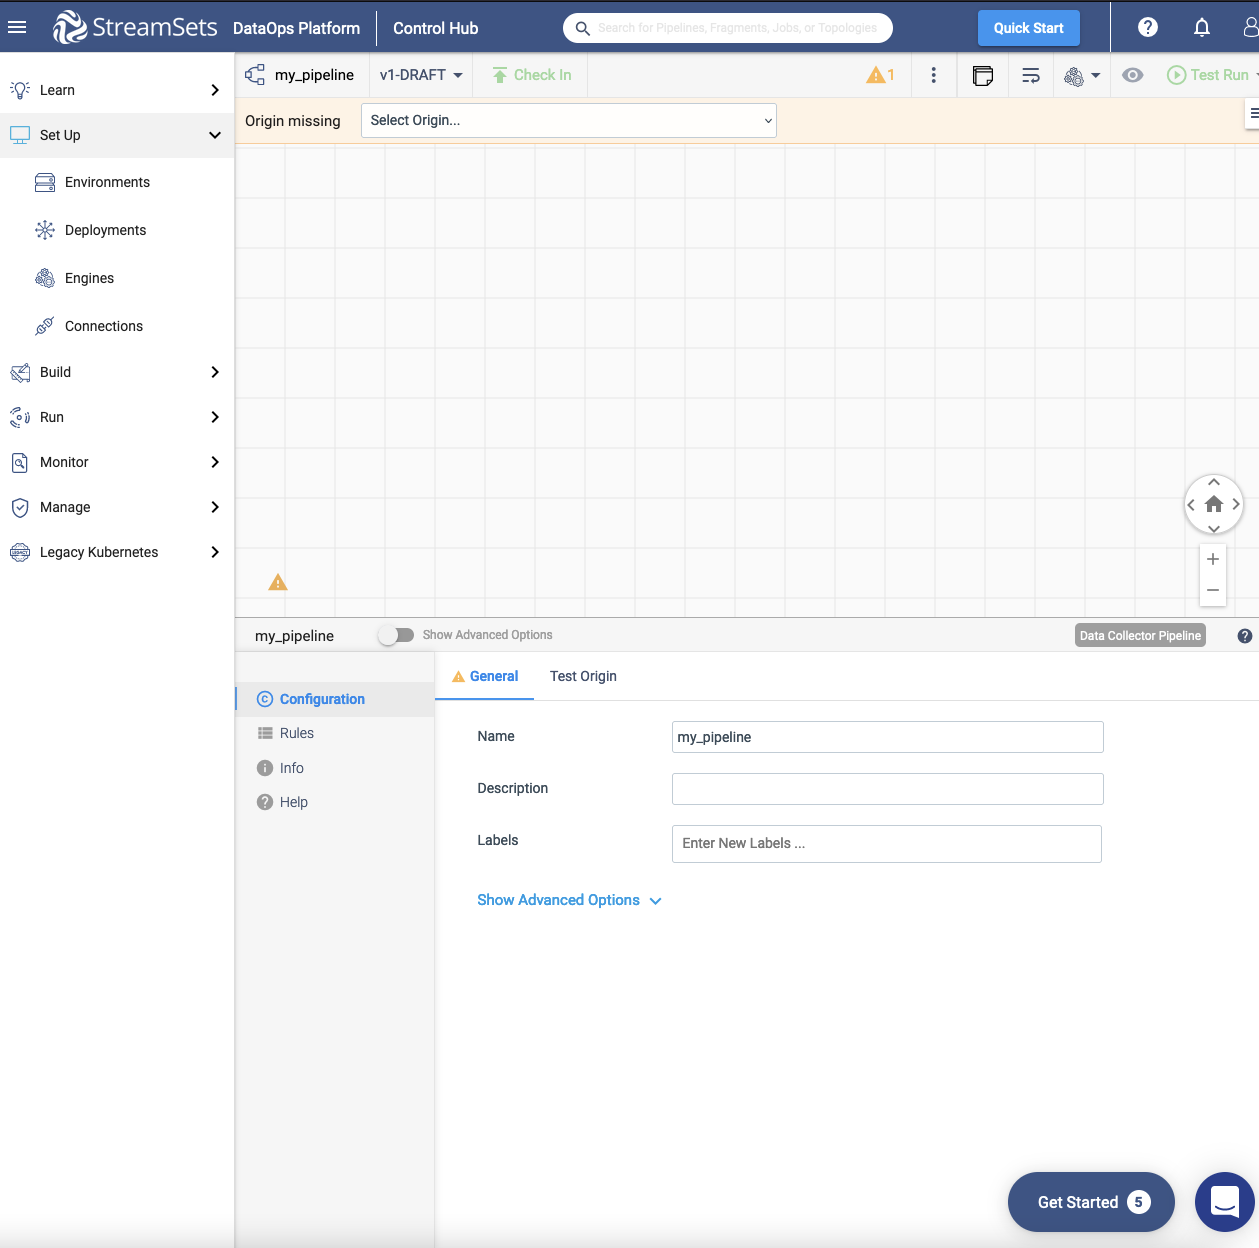 StreamSets DataOps Platform Control Hub Search for Pipelines, Fragments, Jobs, or Topologies Quick Start
Learn
Set Up
Environments
Deployments
Engines
Connections
Build
Run
Monitor
Manage
Legacy Kubernetes
my_pipeline v1-DRAFT Check In 1 Test Run
Origin missing Select Origin...
my_pipeline Show Advanced Options Data Collector Pipeline
Configuration
Rules
Info
Help
General Test Origin
Name my_pipeline
Description
Labels Enter New Labels ...
Show Advanced Options
Get Started 5